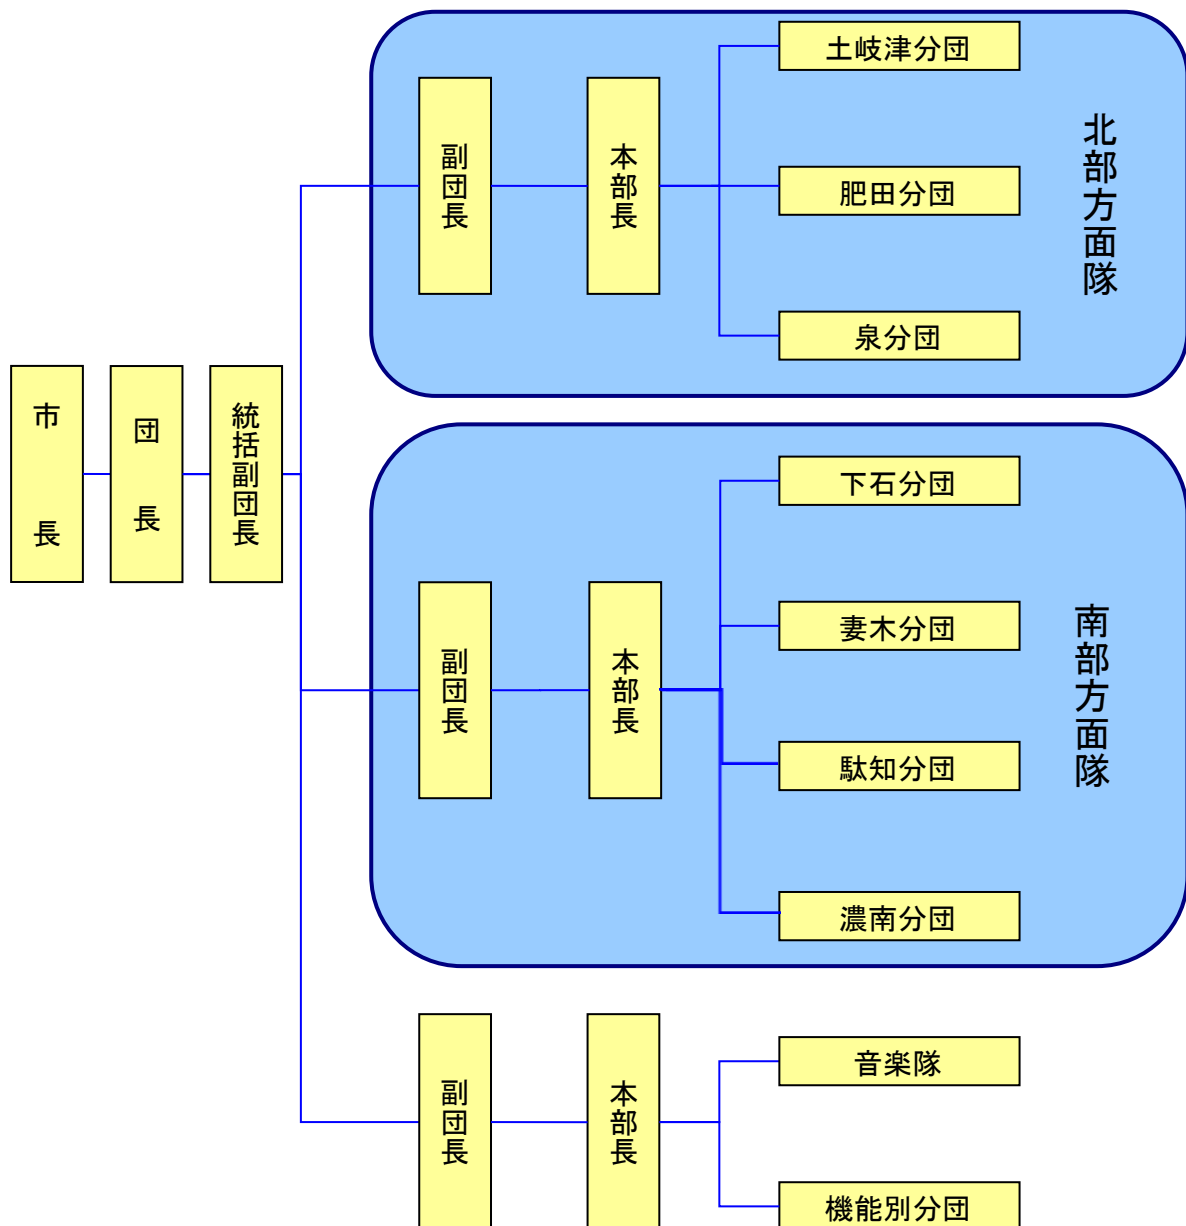 市長
団長
統括副団長
副団長
本部長
土岐津分団
肥田分団
泉分団
北部方面隊
副団長
本部長
下石分団
妻木分団
駄知分団
濃南分団
南部方面隊
副団長
本部長
音楽隊
機能別分団